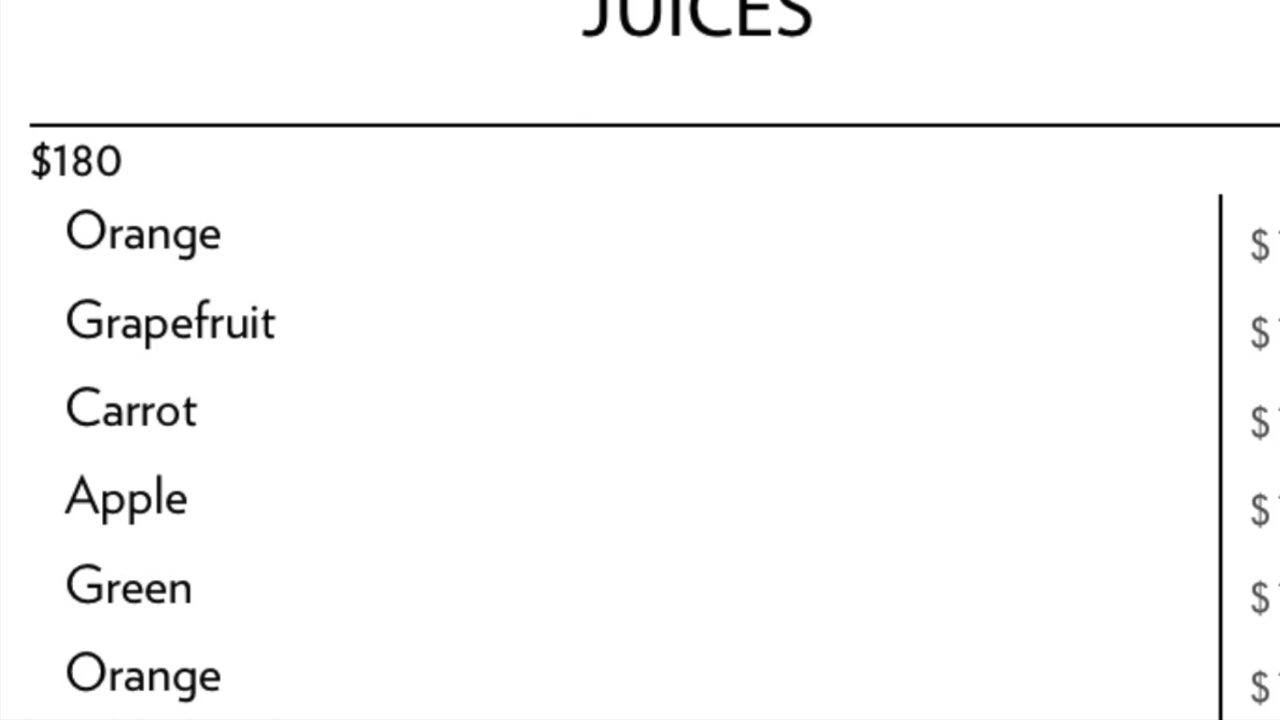 JUICES
$180
Orange
$
Grapefruit
$
Carrot
$
Apple
$
Green
$
Orange
$